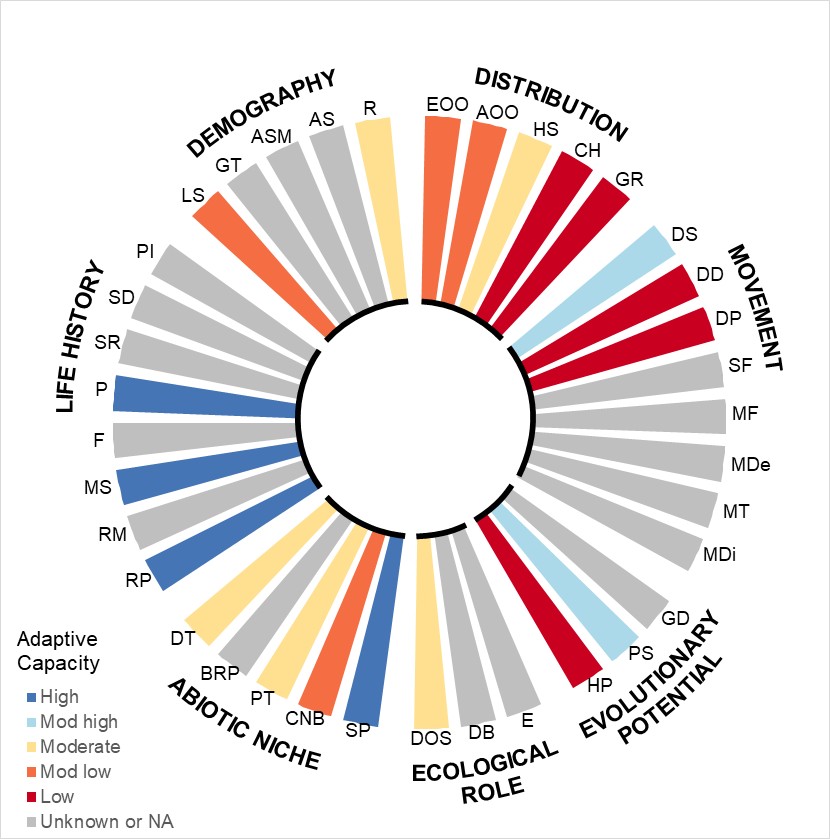 DISTRIBUTION
EOO
AOO
HS
CH
GR
MOVEMENT
DS
DD
DP
SF
MF
MDe
MT
MDi
EVOLUTIONARY
POTENTIAL
GD
PS
HP
ECOLOGICAL
ROLE
E
DB
DOS
ABIOTIC NICHE
SP
CNB
PT
BRP
DT
LIFE HISTORY
RP
RM
MS
F
P
SR
SD
PI
DEMOGRAPHY
LS
GT
ASM
AS
R
Adaptive
Capacity
High
Mod high
Moderate
Mod low
Low
Unknown or NA